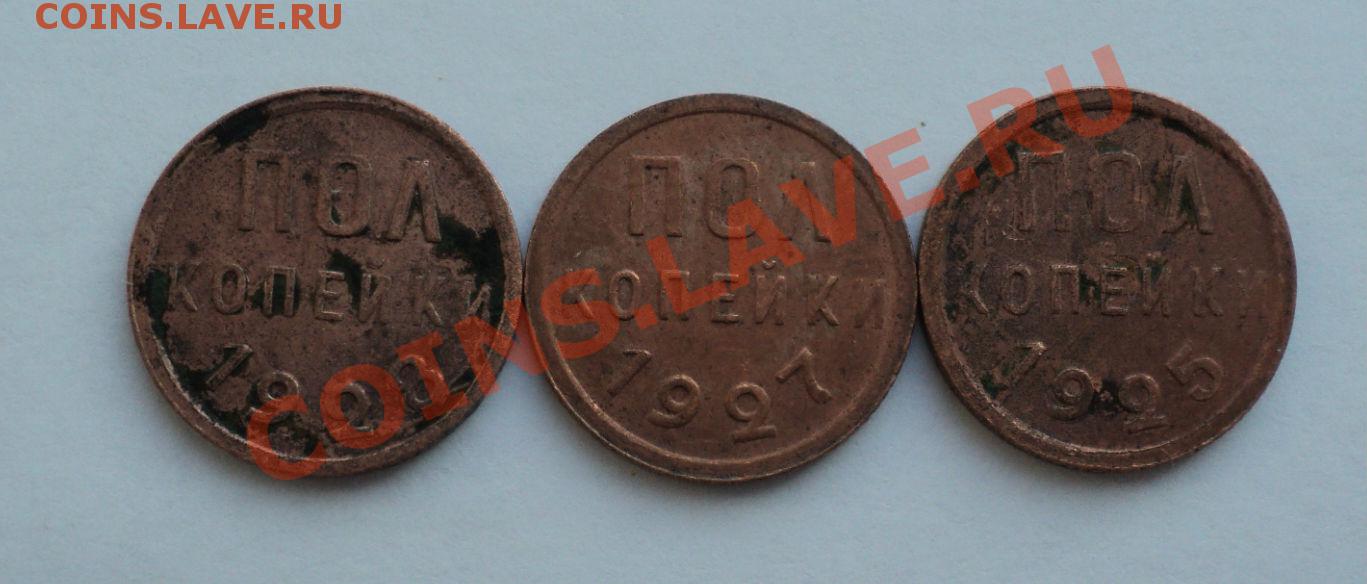 COINS.LAVE.RU
ПОЛ
КОПЕЙКИ
ПОЛ
КОПЕЙКИ
1927
ПОЛ
КОПЕЙКИ
1925
COINS.LAVE.RU